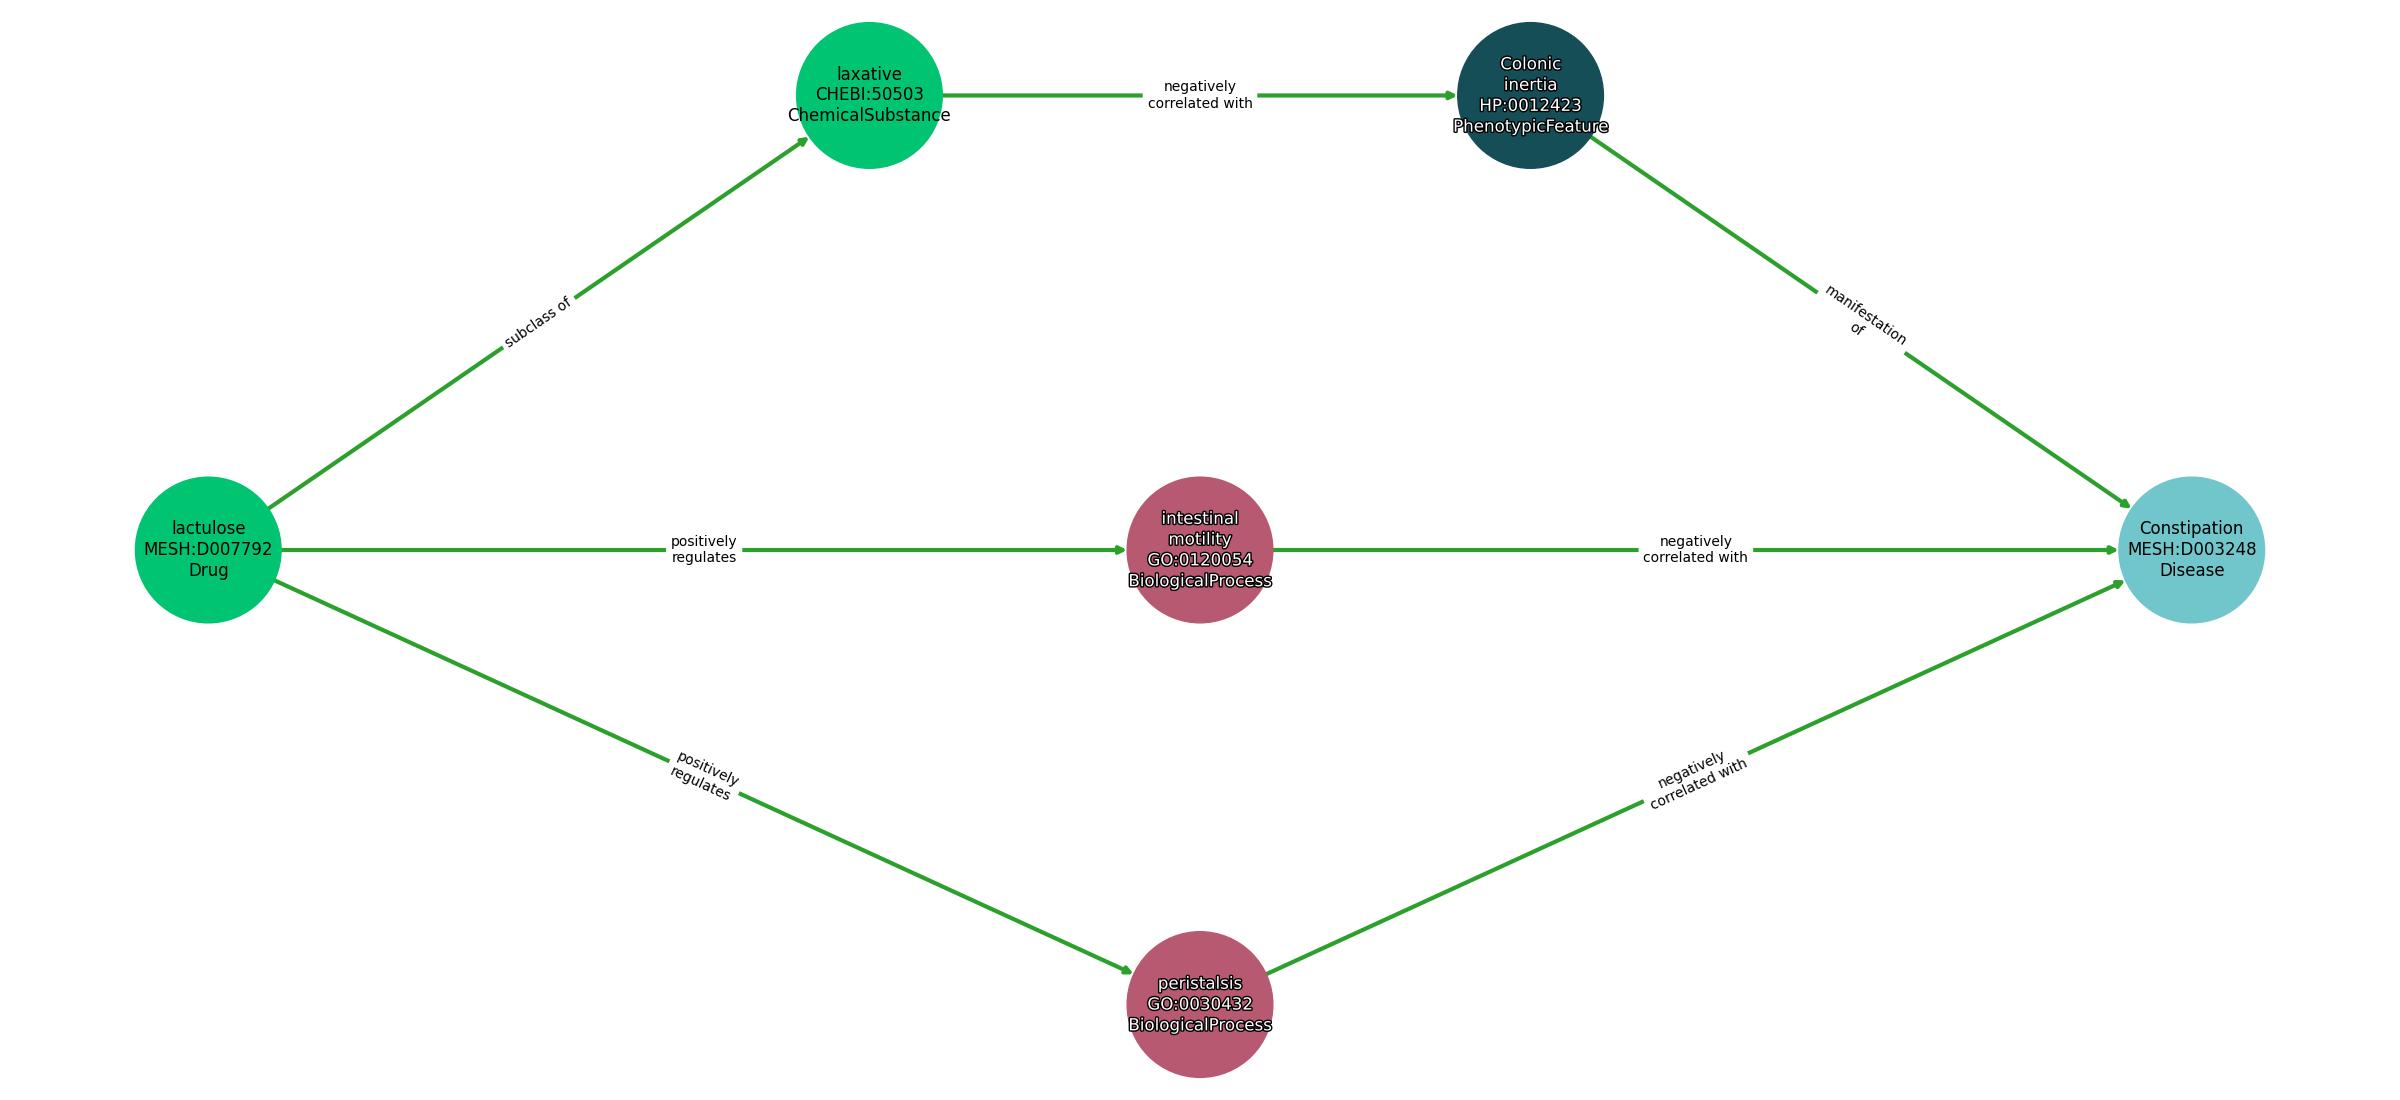 laxative
CHEBI:50503
ChemicalSubstance
negatively
correlated with
Colonic
inertia
HP:0012423
PhenotypicFeature
subclass of
manifestation
of
lactulose
MESH:D007792
Drug
positively
regulates
intestinal
motility
GO:0120054
BiologicalProcess
negatively
correlated with
Constipation
MESH:D003248
Disease
positively
regulates
negatively
correlated with
peristalsis
GO:0030432
BiologicalProcess